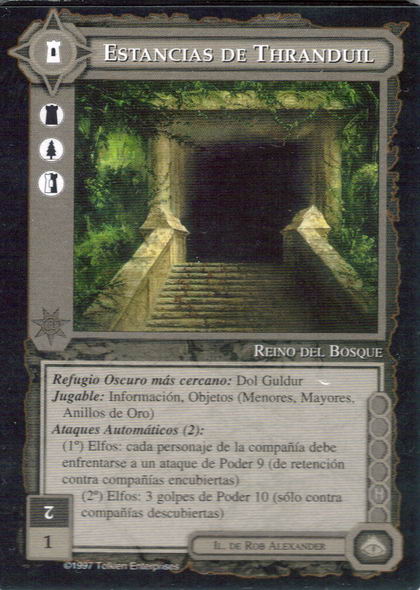 ESTANCIAS DE THRANDUIL
REINO DEL BOSQUE
Refugio Oscuro más cercano: Dol Guldur
Jugable: Información, Objetos (Menores, Mayores,
Anillos de Oro)
Ataques Automáticos (2):
(1º) Elfos: cada personaje de la compañía debe
enfrentarse a un ataque de Poder 9 (de retención
contra compañías encubiertas)
(2º) Elfos: 3 golpes de Poder 10 (sólo contra
compañías descubiertas)
2
1
IL. DE ROB ALEXANDER
©1997 Tolkien Enterprises